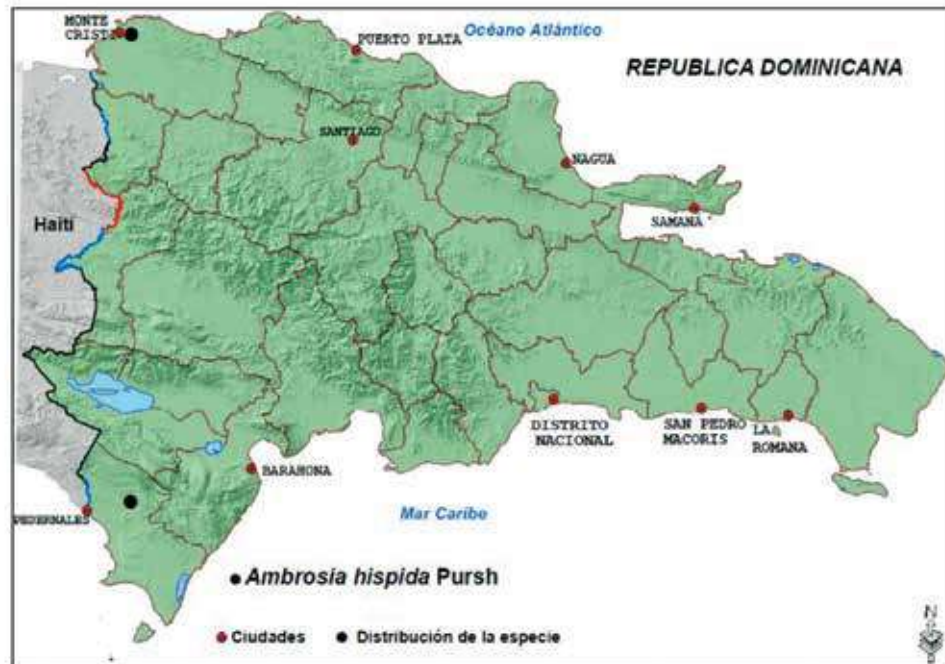 MONTE
CRISTI
Océano Atlántico
PUERTO PLATA
REPUBLICA DOMINICANA
SANTIAGO
NAGUA
Haití
SAMANA
DISTRITO
NACIONAL
SAN PEDRO
MACORIS
LA
ROMANA
BARAHONA
PEDERNALES
Mar Caribe
Ambrosia hispida Pursh
Ciudades
Distribución de la especie
N